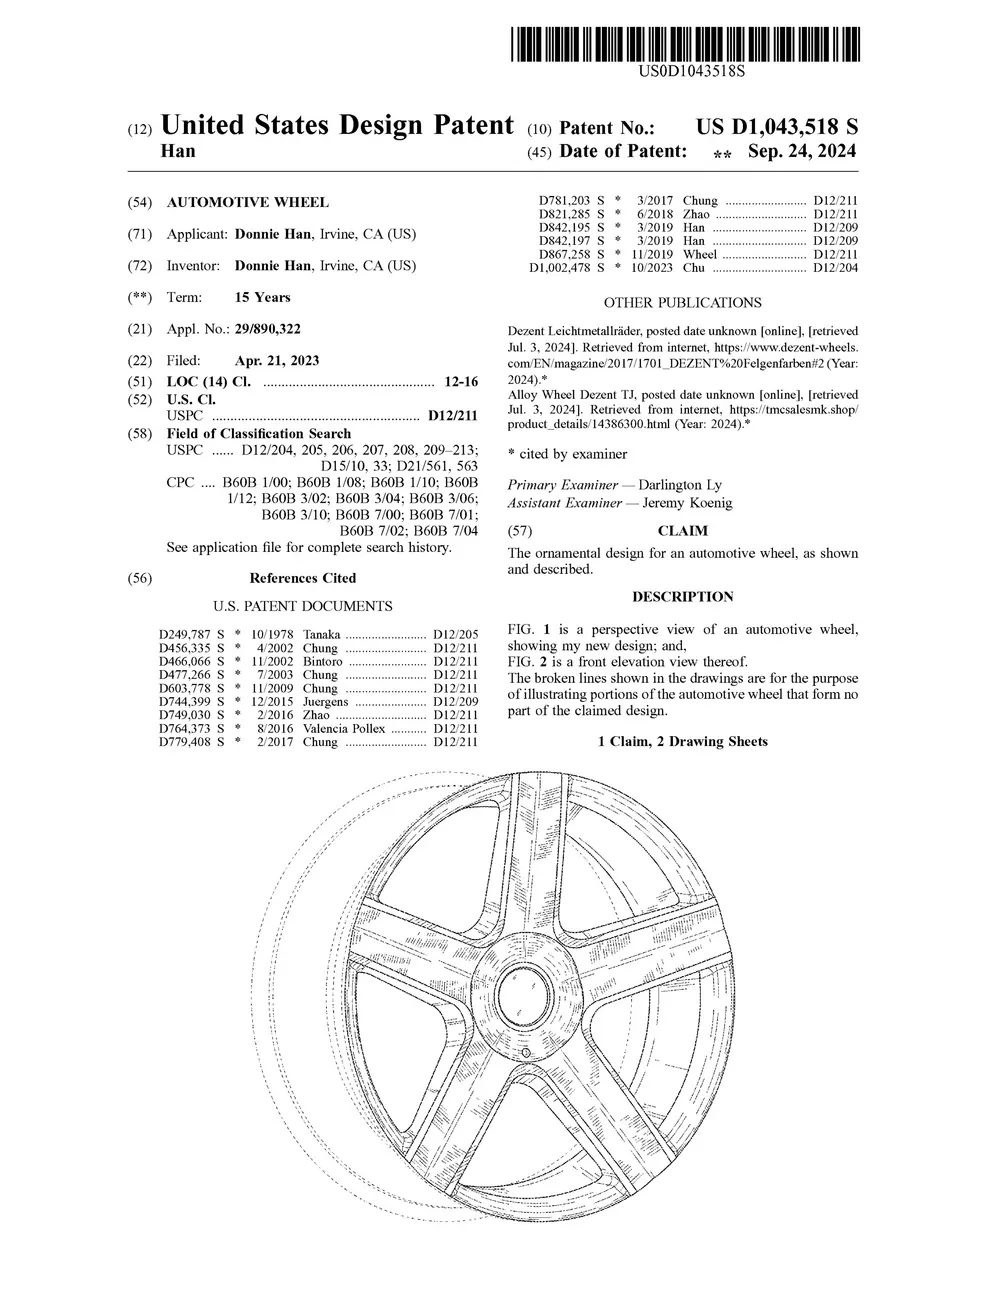 US0D1043518S
(12) United States Design Patent
Han
(10) Patent No.: US D1,043,518 S
(45) Date of Patent: ** Sep. 24, 2024
(54) AUTOMOTIVE WHEEL
(71) Applicant: Donnie Han, Irvine, CA (US)
(72) Inventor: Donnie Han, Irvine, CA (US)
(**) Term: 15 Years
(21) Appl. No.: 29/890,322
(22) Filed: Apr. 21, 2023
(51) LOC (14) Cl. ............................................... 12-16
(52) U.S. Cl.
USPC ...................................................... D12/211
(58) Field of Classification Search
USPC ...... D12/204, 205, 206, 207, 208, 209–213;
D15/10, 33; D21/561, 563
CPC .... B60B 1/00; B60B 1/08; B60B 1/10; B60B
1/12; B60B 3/02; B60B 3/04; B60B 3/06;
B60B 3/10; B60B 7/00; B60B 7/01;
B60B 7/02; B60B 7/04
See application file for complete search history.
(56) References Cited
U.S. PATENT DOCUMENTS
D249,787 S * 10/1978 Tanaka ......................... D12/205
D456,335 S * 4/2002 Chung ......................... D12/211
D466,066 S * 11/2002 Bintoro ........................ D12/211
D477,266 S * 7/2003 Chung ......................... D12/211
D603,778 S * 11/2009 Chung ......................... D12/211
D744,399 S * 12/2015 Juergens ...................... D12/209
D749,030 S * 2/2016 Zhao ............................ D12/211
D764,373 S * 8/2016 Valencia Pollex ........... D12/211
D779,408 S * 2/2017 Chung ......................... D12/211
D781,203 S * 3/2017 Chung ......................... D12/211
D821,285 S * 6/2018 Zhao ............................ D12/211
D842,195 S * 3/2019 Han ............................. D12/209
D842,197 S * 3/2019 Han ............................. D12/209
D867,258 S * 11/2019 Wheel .......................... D12/211
D1,002,478 S * 10/2023 Chu ............................. D12/204
OTHER PUBLICATIONS
Dezent Leichtmetallräder, posted date unknown [online], [retrieved
Jul. 3, 2024]. Retrieved from internet, https://www.dezent-wheels.
com/EN/magazine/2017/1701_DEZENT%20Felgenfarben#2 (Year:
2024).*
Alloy Wheel Dezent TJ, posted date unknown [online], [retrieved
Jul. 3, 2024]. Retrieved from internet, https://tmcsalesmk.shop/
product_details/14386300.html (Year: 2024).*
* cited by examiner
Primary Examiner — Darlington Ly
Assistant Examiner — Jeremy Koenig
(57) CLAIM
The ornamental design for an automotive wheel, as shown
and described.
DESCRIPTION
FIG. 1 is a perspective view of an automotive wheel,
showing my new design; and,
FIG. 2 is a front elevation view thereof.
The broken lines shown in the drawings are for the purpose
of illustrating portions of the automotive wheel that form no
part of the claimed design.
1 Claim, 2 Drawing Sheets